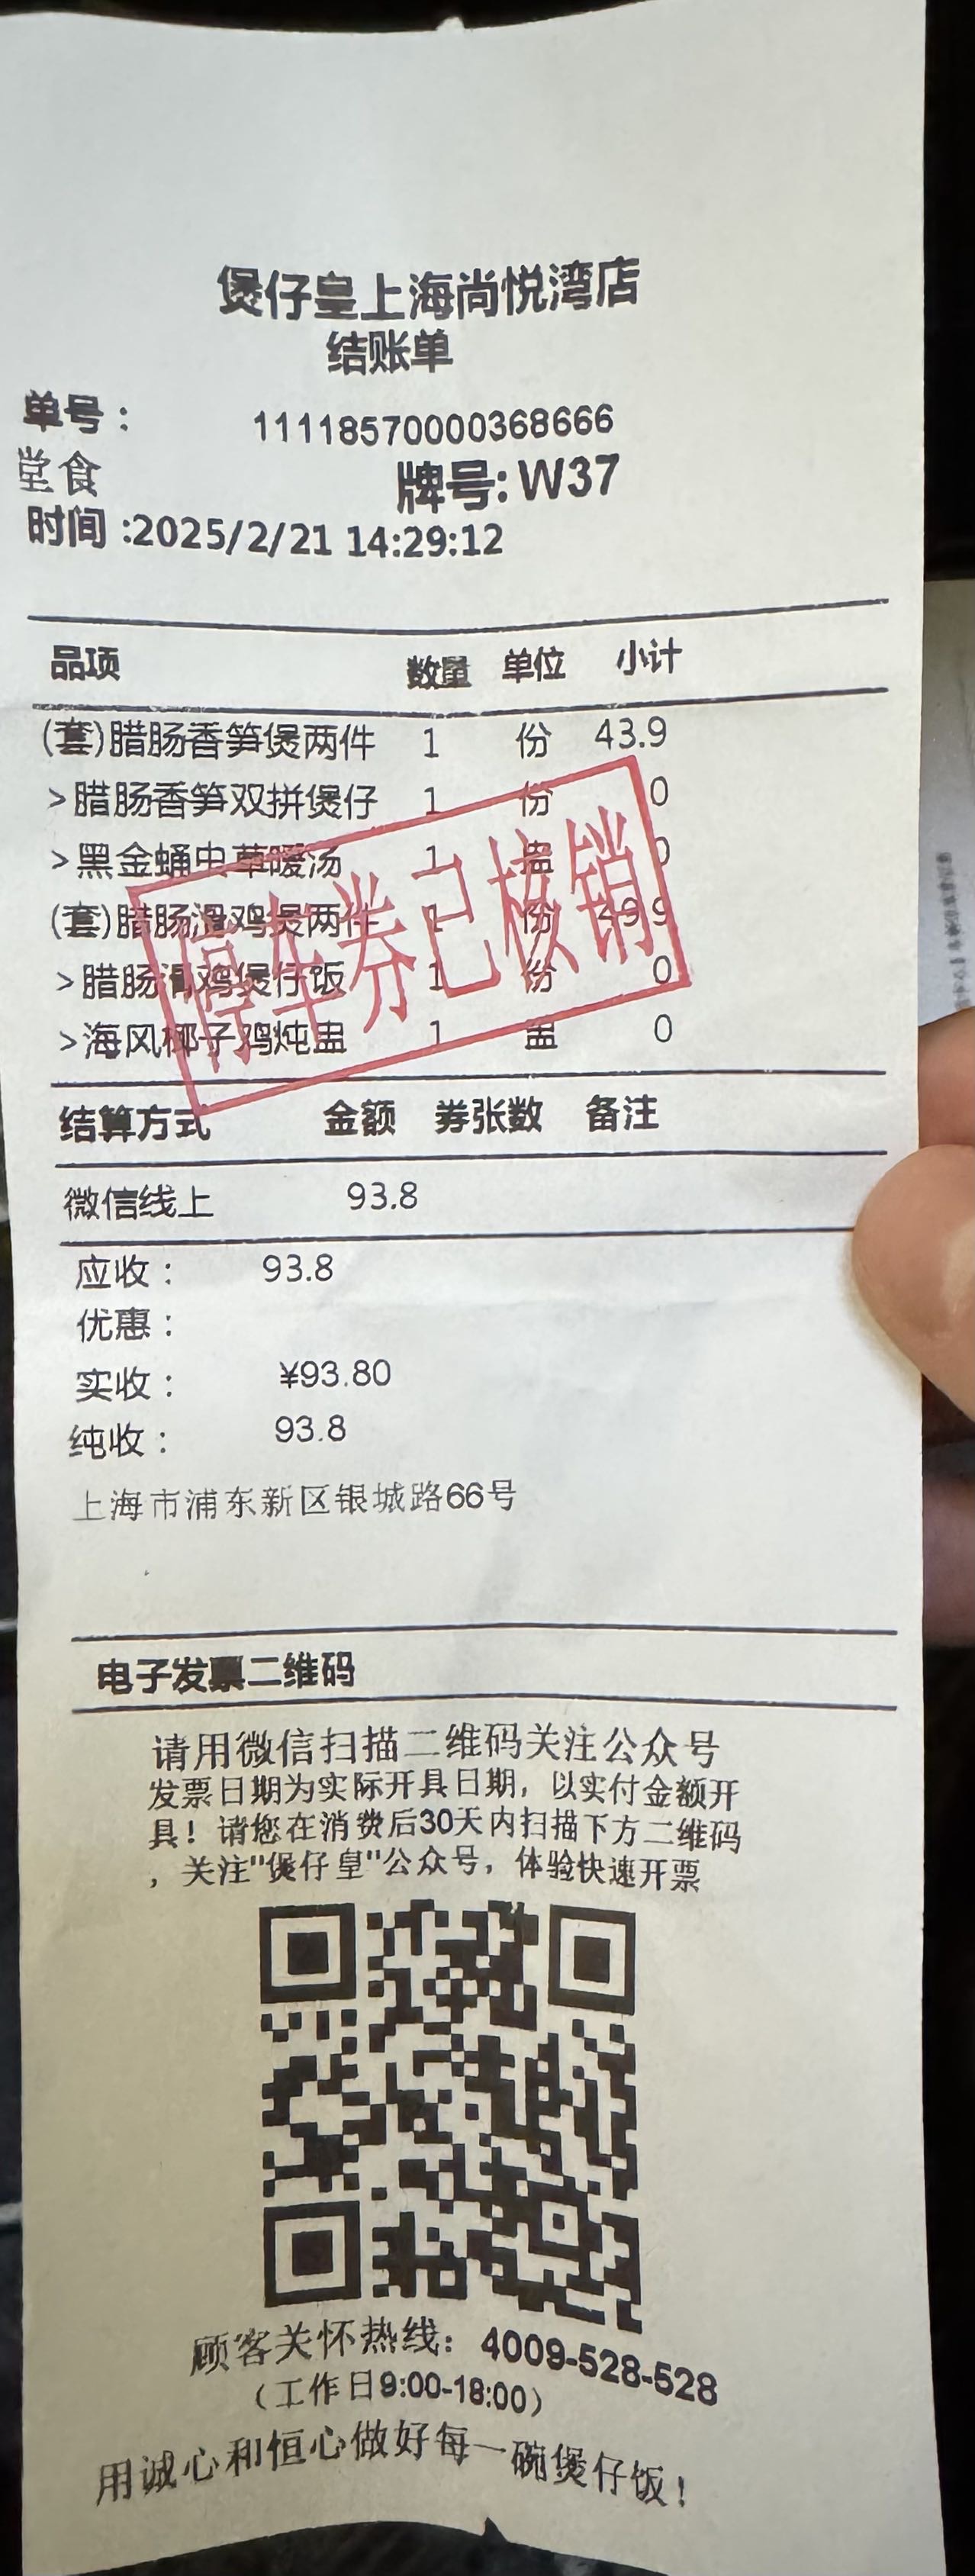 煲仔皇上海尚悦湾店
结账单
单号： 11118570000368666
堂食 牌号: W37
时间 :2025/2/21 14:29:12
品项 数量 单位 小计
(套)腊肠香笋煲两件 1 份 43.9
>腊肠香笋双拼煲仔 1 份 0
>黑金蛹虫草暖汤 1 盅 0
(套)腊肠滑鸡煲两件 1 份 49.9
>腊肠滑鸡煲仔饭 1 份 0
>海风椰子鸡炖盅 1 盅 0
停车券已核销
结算方式 金额 券张数 备注
微信线上 93.8
应收： 93.8
优惠：
实收： ¥93.80
纯收： 93.8
上海市浦东新区银城路66号
电子发票二维码
请用微信扫描二维码关注公众号
发票日期为实际开具日期，以实付金额开
具！请您在消费后30天内扫描下方二维码
，关注"煲仔皇"公众号，体验快速开票
顾客关怀热线：4009-528-528
（工作日9:00-18:00）
用诚心和恒心做好每一碗煲仔饭！